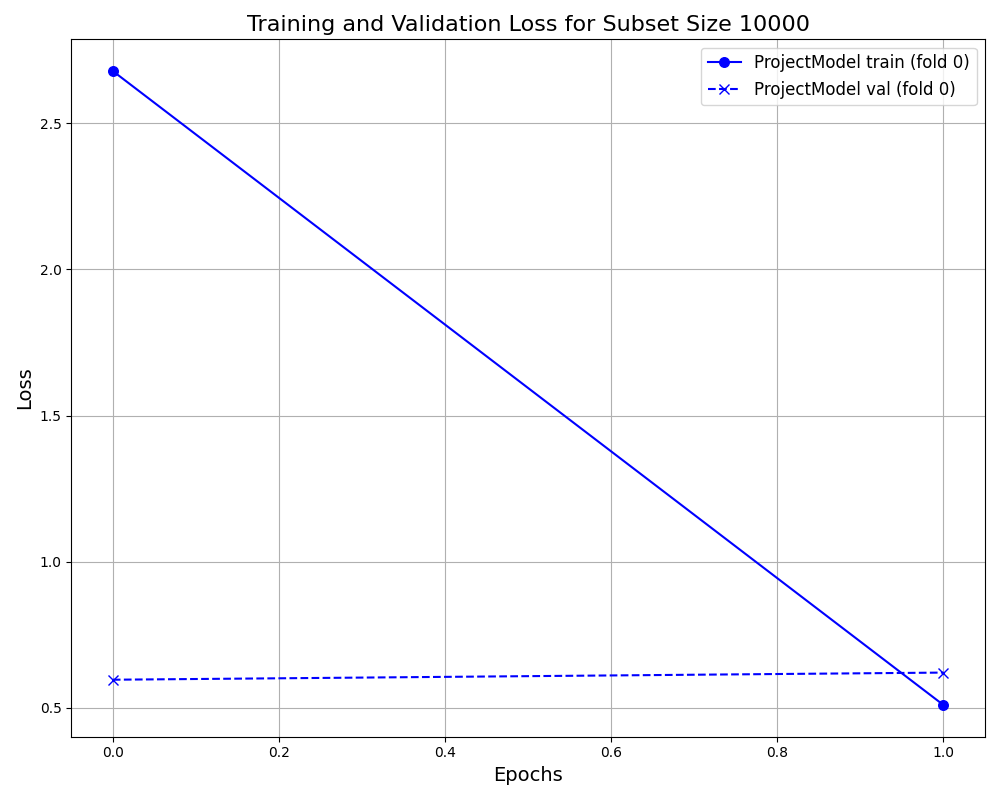 Training and Validation Loss for Subset Size 10000
ProjectModel train (fold 0)
ProjectModel val (fold 0)
Loss
2.5
2.0
1.5
1.0
0.5
0.0 0.2 0.4 0.6 0.8 1.0
Epochs